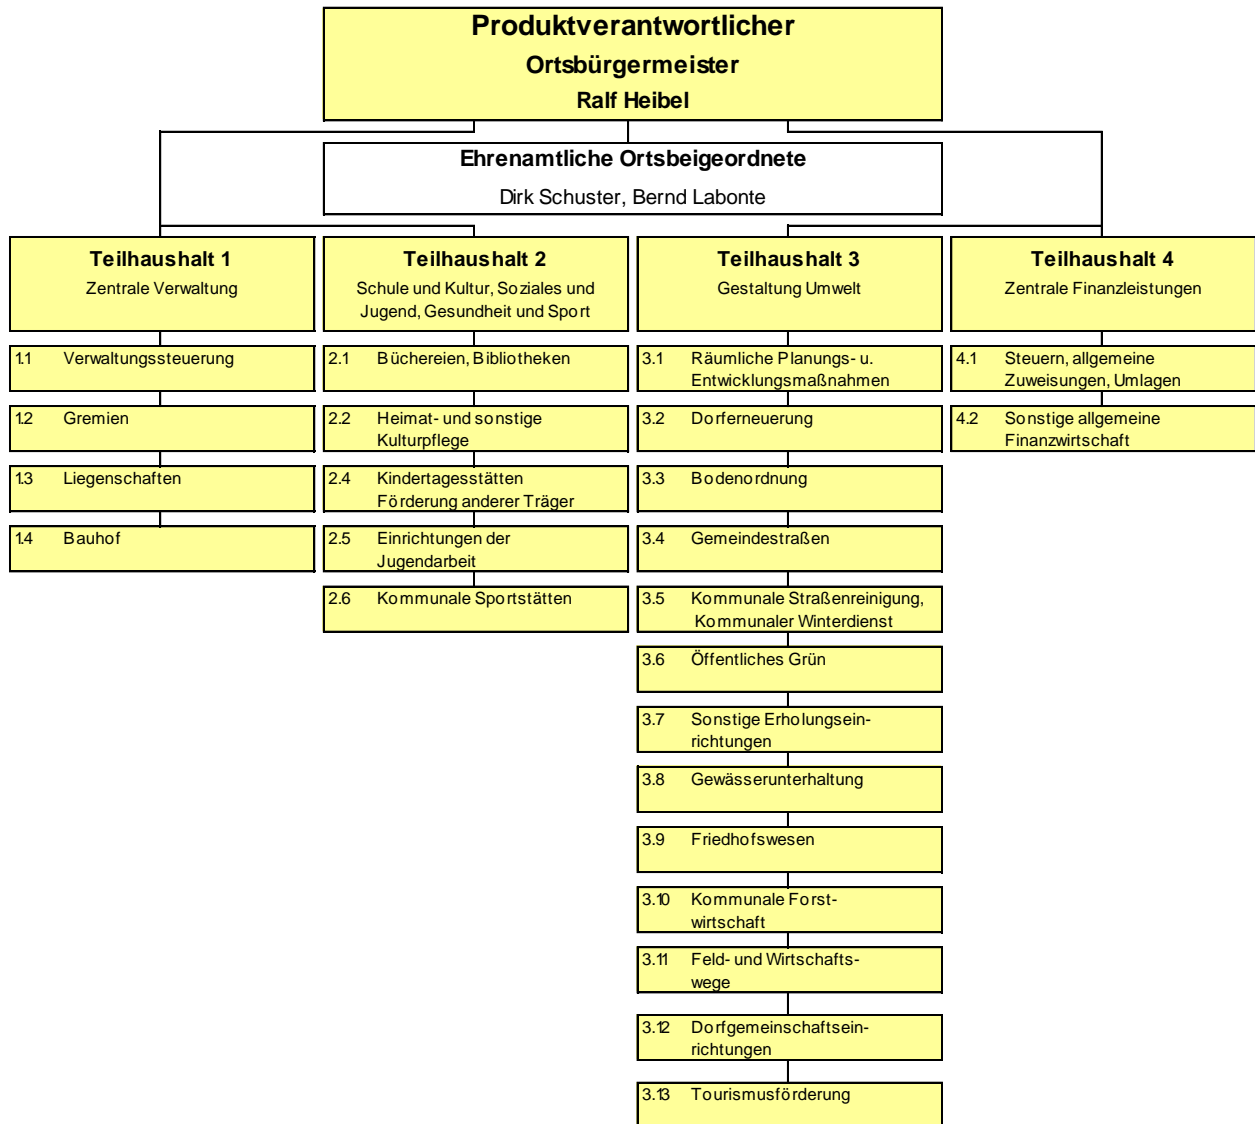 Produktverantwortlicher
Ortsbürgermeister
Ralf Heibel
Ehrenamtliche Ortsbeigeordnete
Dirk Schuster, Bernd Labonte
Teilhaushalt 1
Zentrale Verwaltung
1.1 Verwaltungssteuerung
1.2 Gremien
1.3 Liegenschaften
1.4 Bauhof
Teilhaushalt 2
Schule und Kultur, Soziales und
Jugend, Gesundheit und Sport
2.1 Büchereien, Bibliotheken
2.2 Heimat- und sonstige
Kulturpflege
2.4 Kindertagesstätten
Förderung anderer Träger
2.5 Einrichtungen der
Jugendarbeit
2.6 Kommunale Sportstätten
Teilhaushalt 3
Gestaltung Umwelt
3.1 Räumliche Planungs- u.
Entwicklungsmaßnahmen
3.2 Dorferneuerung
3.3 Bodenordnung
3.4 Gemeindestraßen
3.5 Kommunale Straßenreinigung,
Kommunaler Winterdienst
3.6 Öffentliches Grün
3.7 Sonstige Erholungsein-
richtungen
3.8 Gewässerunterhaltung
3.9 Friedhofswesen
3.10 Kommunale Forst-
wirtschaft
3.11 Feld- und Wirtschafts-
wege
3.12 Dorfgemeinschaftsein-
richtungen
3.13 Tourismusförderung
Teilhaushalt 4
Zentrale Finanzleistungen
4.1 Steuern, allgemeine
Zuweisungen, Umlagen
4.2 Sonstige allgemeine
Finanzwirtschaft